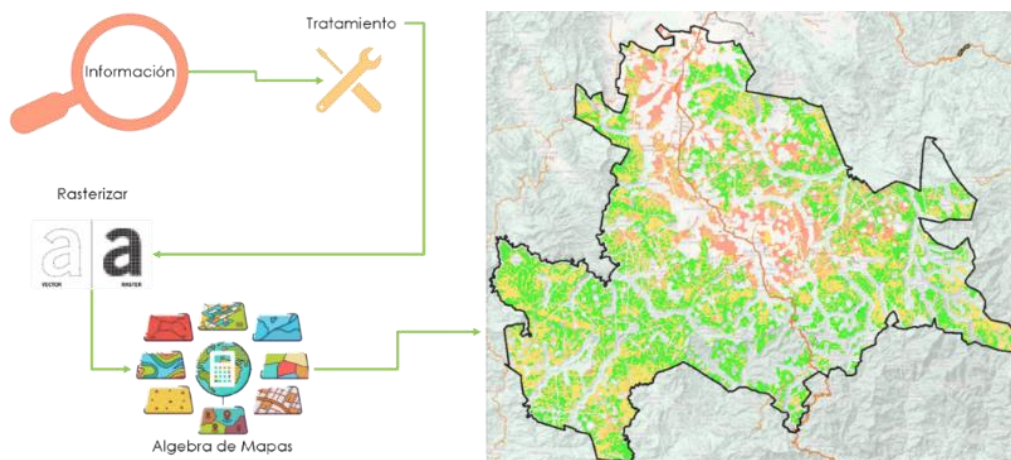 Tratamiento
Información
Rasterizar
a a
VECTOR RASTER
Algebra de Mapas